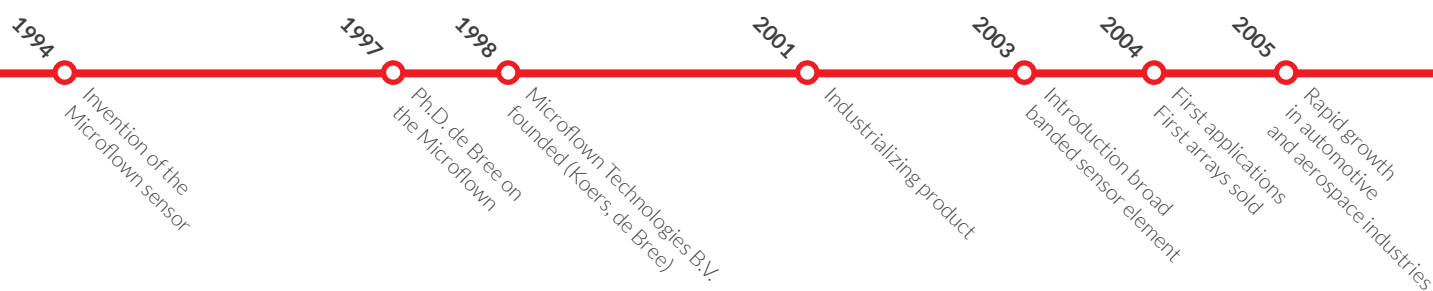 1994
Invention of the
Microflown sensor
1997
Ph.D. de Bree on
the Microflown
1998
Microflown Technologies B.V.
founded (Koers, de Bree)
2001
Industrializing product
2003
Introduction broad
banded sensor element
2004
First applications
First arrays sold
2005
Rapid growth
in automotive
and aerospace industries